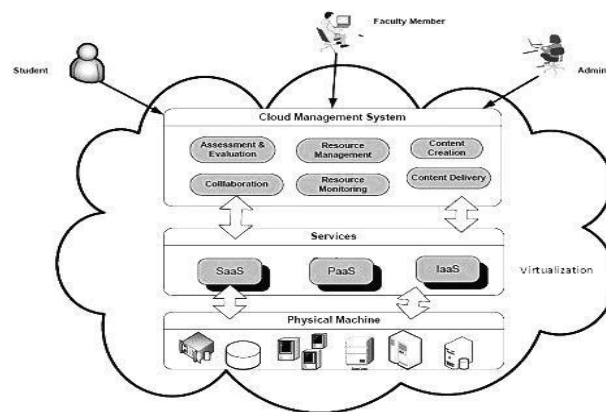 Faculty Member
Student
Admin
Cloud Management System
Assessment &
Evaluation
Resource
Management
Content
Creation
Colllaboration
Resource
Monitoring
Content Delivery
Services
SaaS
PaaS
IaaS
Virtualization
Physical Machine